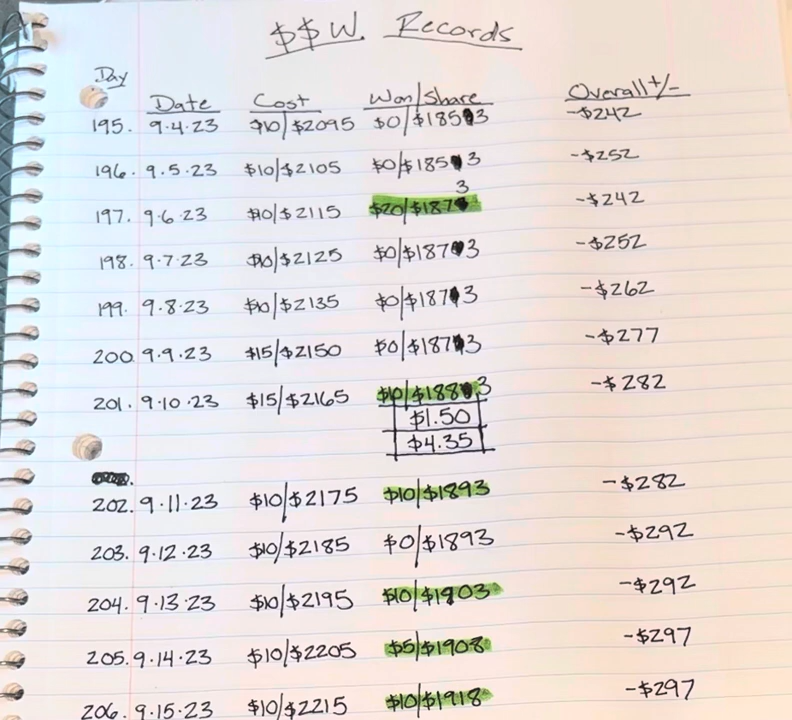 $$W. Records
Day
Date Cost Won/Share Overall +/-
195. 9.4.23 $10/$2095 $0/$1853 -$242
196. 9.5.23 $10/$2105 $0/$1853 -$252
197. 9.6.23 $10/$2115 $20/$1873 -$242
198. 9.7.23 $10/$2125 $0/$1873 -$252
199. 9.8.23 $10/$2135 $0/$1873 -$262
200. 9.9.23 $15/$2150 $0/$1873 -$277
201. 9.10.23 $15/$2165 $10/$1883 -$282
$1.50
$4.35
202. 9.11.23 $10/$2175 $10/$1893 -$282
203. 9.12.23 $10/$2185 $0/$1893 -$292
204. 9.13.23 $10/$2195 $10/$1903 -$292
205. 9.14.23 $10/$2205 $5/$1908 -$297
206. 9.15.23 $10/$2215 $10/$1918 -$297